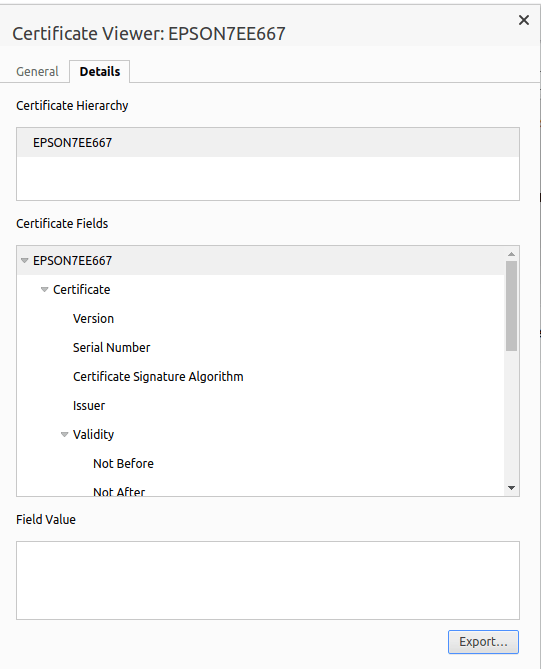 Certificate Viewer: EPSON7EE667
General
Details
Certificate Hierarchy
EPSON7EE667
Certificate Fields
EPSON7EE667
Certificate
Version
Serial Number
Certificate Signature Algorithm
Issuer
Validity
Not Before
Not After
Field Value
Export...